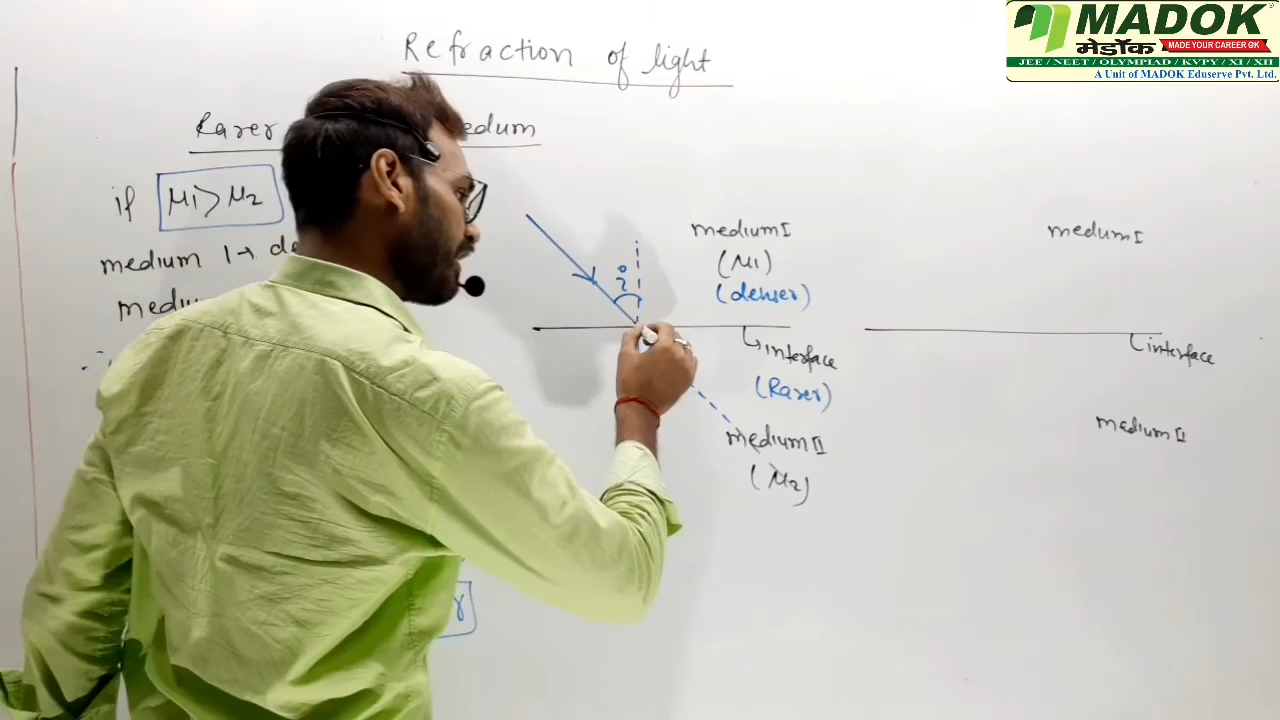 Refraction of light
MADOK
मेडॉक
MADE YOUR CAREER OK
JEE / NEET / OLYMPIAD / KVPY / XI / XII
A Unit of MADOK Eduserve Pvt. Ltd.
Rarer edum
if μ1>μ2
medium 1→ de
mediu
i
medium I
(μ1)
(denser)
interface
(Rarer)
medium II
(μ2)
r
medum I
interface
medium II